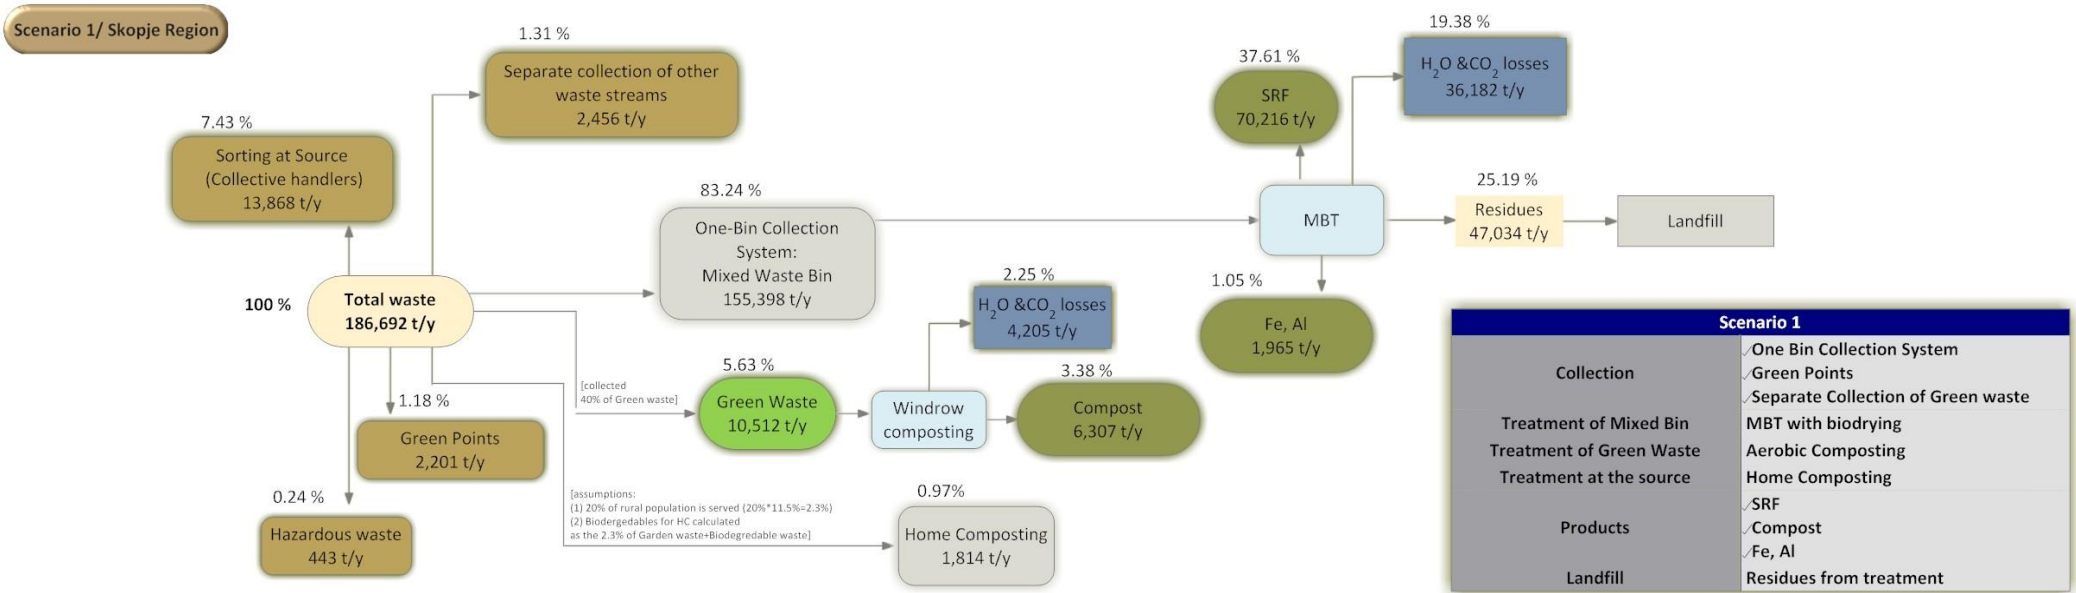 Scenario 1/ Skopje Region
1.31 %
Separate collection of other
waste streams
2,456 t/y
7.43 %
Sorting at Source
(Collective handlers)
13,868 t/y
100 %
Total waste
186,692 t/y
83.24 %
One-Bin Collection
System:
Mixed Waste Bin
155,398 t/y
37.61 %
SRF
70,216 t/y
19.38 %
H2O &CO2 losses
36,182 t/y
MBT
25.19 %
Residues
47,034 t/y
Landfill
1.05 %
Fe, Al
1,965 t/y
2.25 %
H2O &CO2 losses
4,205 t/y
[collected
40% of Green waste]
5.63 %
Green Waste
10,512 t/y
Windrow
composting
3.38 %
Compost
6,307 t/y
1.18 %
Green Points
2,201 t/y
0.24 %
Hazardous waste
443 t/y
[assumptions:
(1) 20% of rural population is served (20%*11.5%=2.3%)
(2) Biodergedables for HC calculated
as the 2.3% of Garden waste+Biodegredable waste]
0.97%
Home Composting
1,814 t/y
Scenario 1
Collection
✓One Bin Collection System
✓Green Points
✓Separate Collection of Green waste
Treatment of Mixed Bin
MBT with biodrying
Treatment of Green Waste
Aerobic Composting
Treatment at the source
Home Composting
Products
✓SRF
✓Compost
✓Fe, Al
Landfill
Residues from treatment